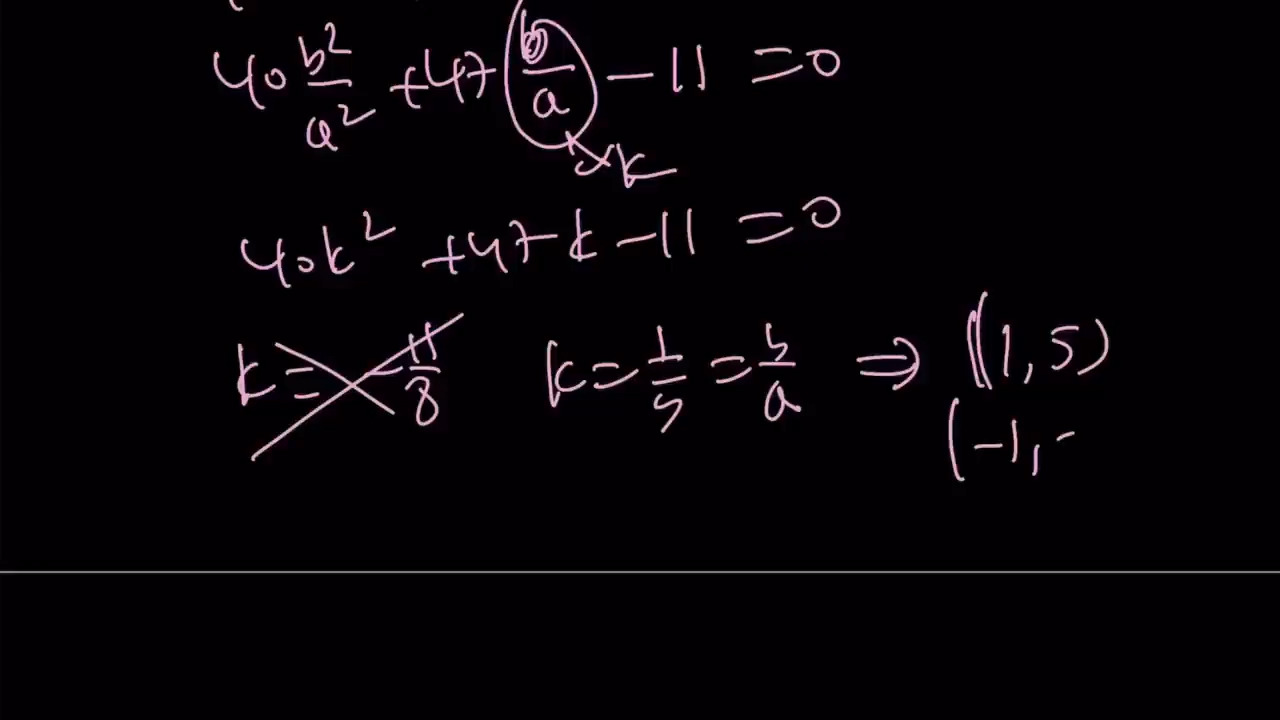 40 b²/a² + 47 b/a - 11 = 0
k
40k² + 47k - 11 = 0
k = -11/8 k = 1/5 = b/a ⇒ (1, 5)
(-1, -